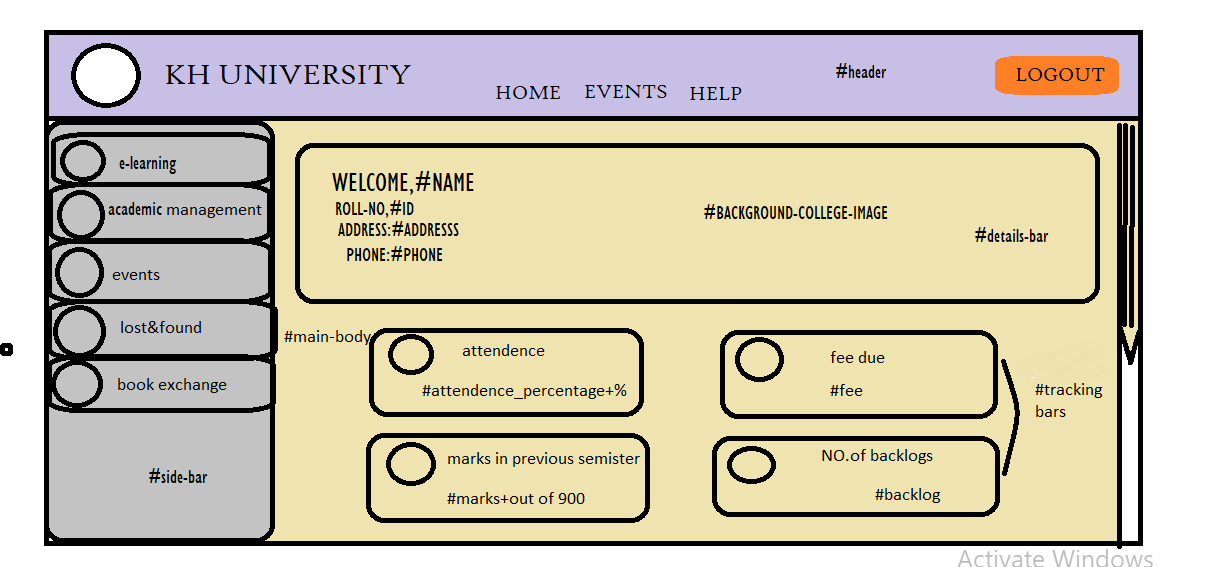 KH UNIVERSITY
HOME EVENTS HELP
#header
LOGOUT
e-learning
academic management
events
lost&found
book exchange
#side-bar
WELCOME,#NAME
ROLL-NO,#ID
ADDRESS:#ADDRESSS
PHONE:#PHONE
#BACKGROUND-COLLEGE-IMAGE
#details-bar
#main-body
attendence
#attendence_percentage+%
fee due
#fee
#tracking
bars
marks in previous semister
#marks+out of 900
NO.of backlogs
#backlog
Activate Windows